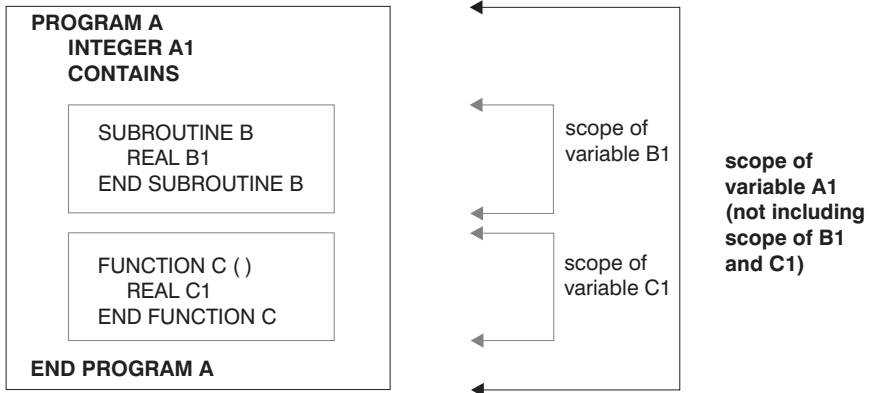 PROGRAM A
INTEGER A1
CONTAINS
SUBROUTINE B
REAL B1
END SUBROUTINE B
FUNCTION C ( )
REAL C1
END FUNCTION C
END PROGRAM A
scope of
variable B1
scope of
variable C1
scope of
variable A1
(not including
scope of B1
and C1)